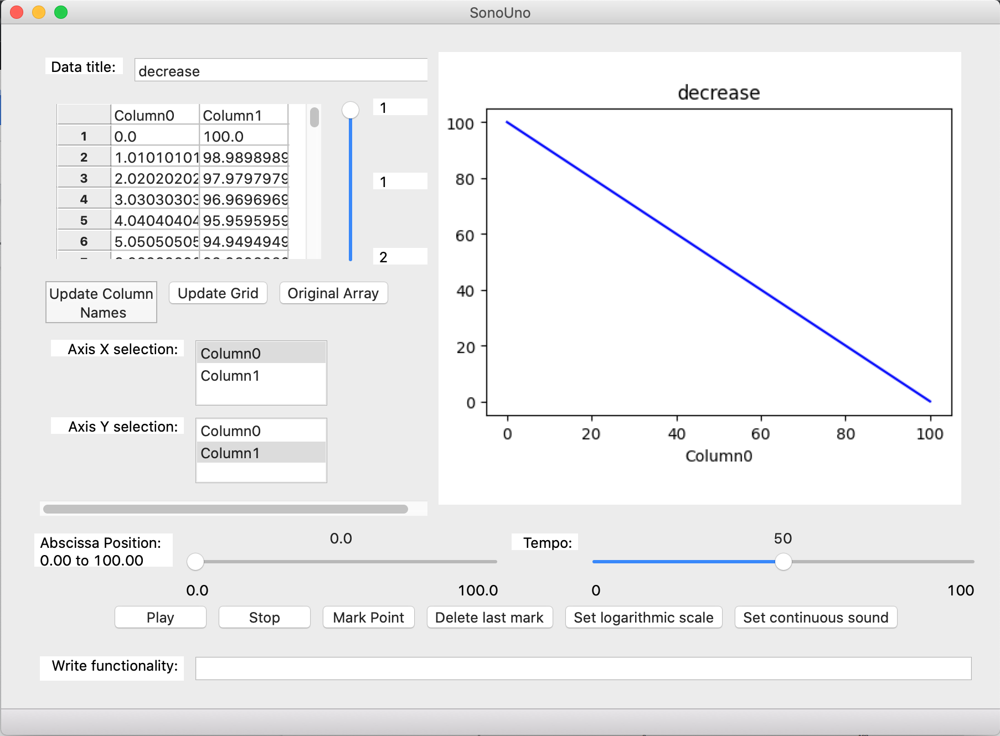 SonoUno
Data title:
decrease
Column0 Column1
1 0.0 100.0
2 1.01010101 98.9898989
3 2.02020202 97.9797979
4 3.03030303 96.9696969
5 4.04040404 95.9595959
6 5.05050505 94.9494949
1
1
2
Update Column
Names
Update Grid
Original Array
Axis X selection:
Column0
Column1
Axis Y selection:
Column0
Column1
decrease
100
80
60
40
20
0
0 20 40 60 80 100
Column0
Abscissa Position:
0.00 to 100.00
0.0
0.0 100.0
Tempo:
50
0 100
Play Stop Mark Point Delete last mark Set logarithmic scale Set continuous sound
Write functionality: